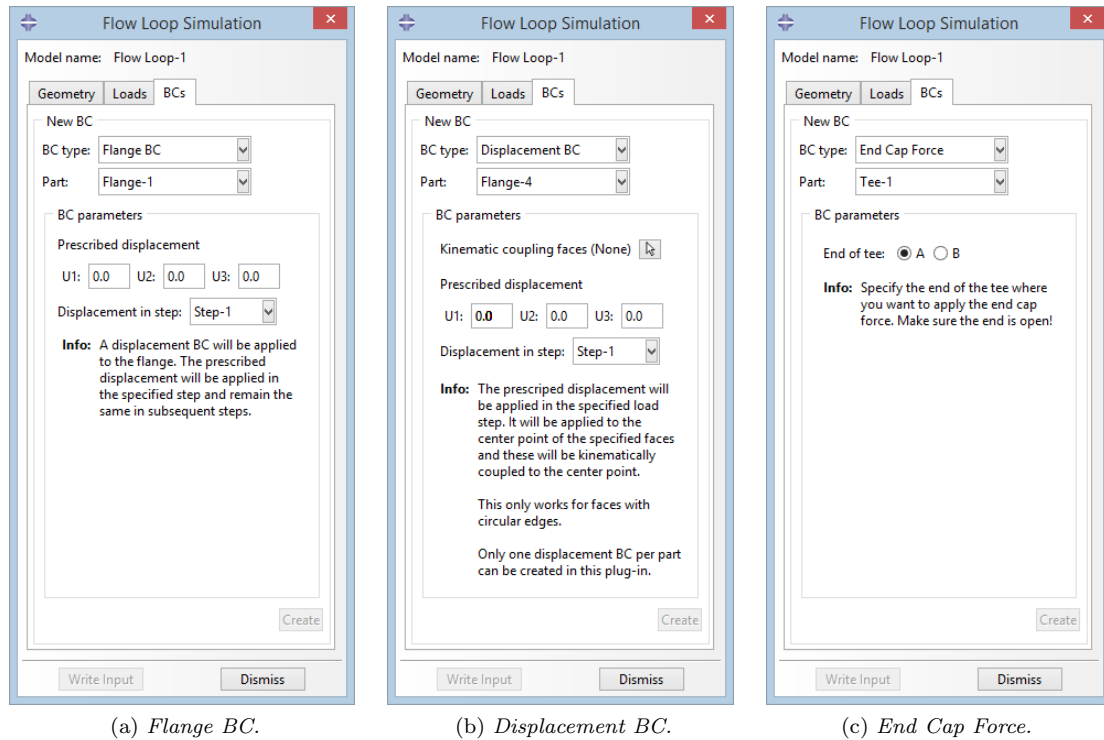 Flow Loop Simulation
Model name: Flow Loop-1
Geometry Loads BCs
New BC
BC type: Flange BC
Part: Flange-1
BC parameters
Prescribed displacement
U1: 0.0 U2: 0.0 U3: 0.0
Displacement in step: Step-1
Info: A displacement BC will be applied
to the flange. The prescribed
displacement will be applied in
the specified step and remain the
same in subsequent steps.
Create
Write Input Dismiss
(a) Flange BC.
Flow Loop Simulation
Model name: Flow Loop-1
Geometry Loads BCs
New BC
BC type: Displacement BC
Part: Flange-4
BC parameters
Kinematic coupling faces (None)
Prescribed displacement
U1: 0.0 U2: 0.0 U3: 0.0
Displacement in step: Step-1
Info: The prescriped displacement will
be applied in the specified load
step. It will be applied to the
center point of the specified faces
and these will be kinematically
coupled to the center point.
This only works for faces with
circular edges.
Only one displacement BC per part
can be created in this plug-in.
Create
Write Input Dismiss
(b) Displacement BC.
Flow Loop Simulation
Model name: Flow Loop-1
Geometry Loads BCs
New BC
BC type: End Cap Force
Part: Tee-1
BC parameters
End of tee: A B
Info: Specify the end of the tee where
you want to apply the end cap
force. Make sure the end is open!
Create
Write Input Dismiss
(c) End Cap Force.